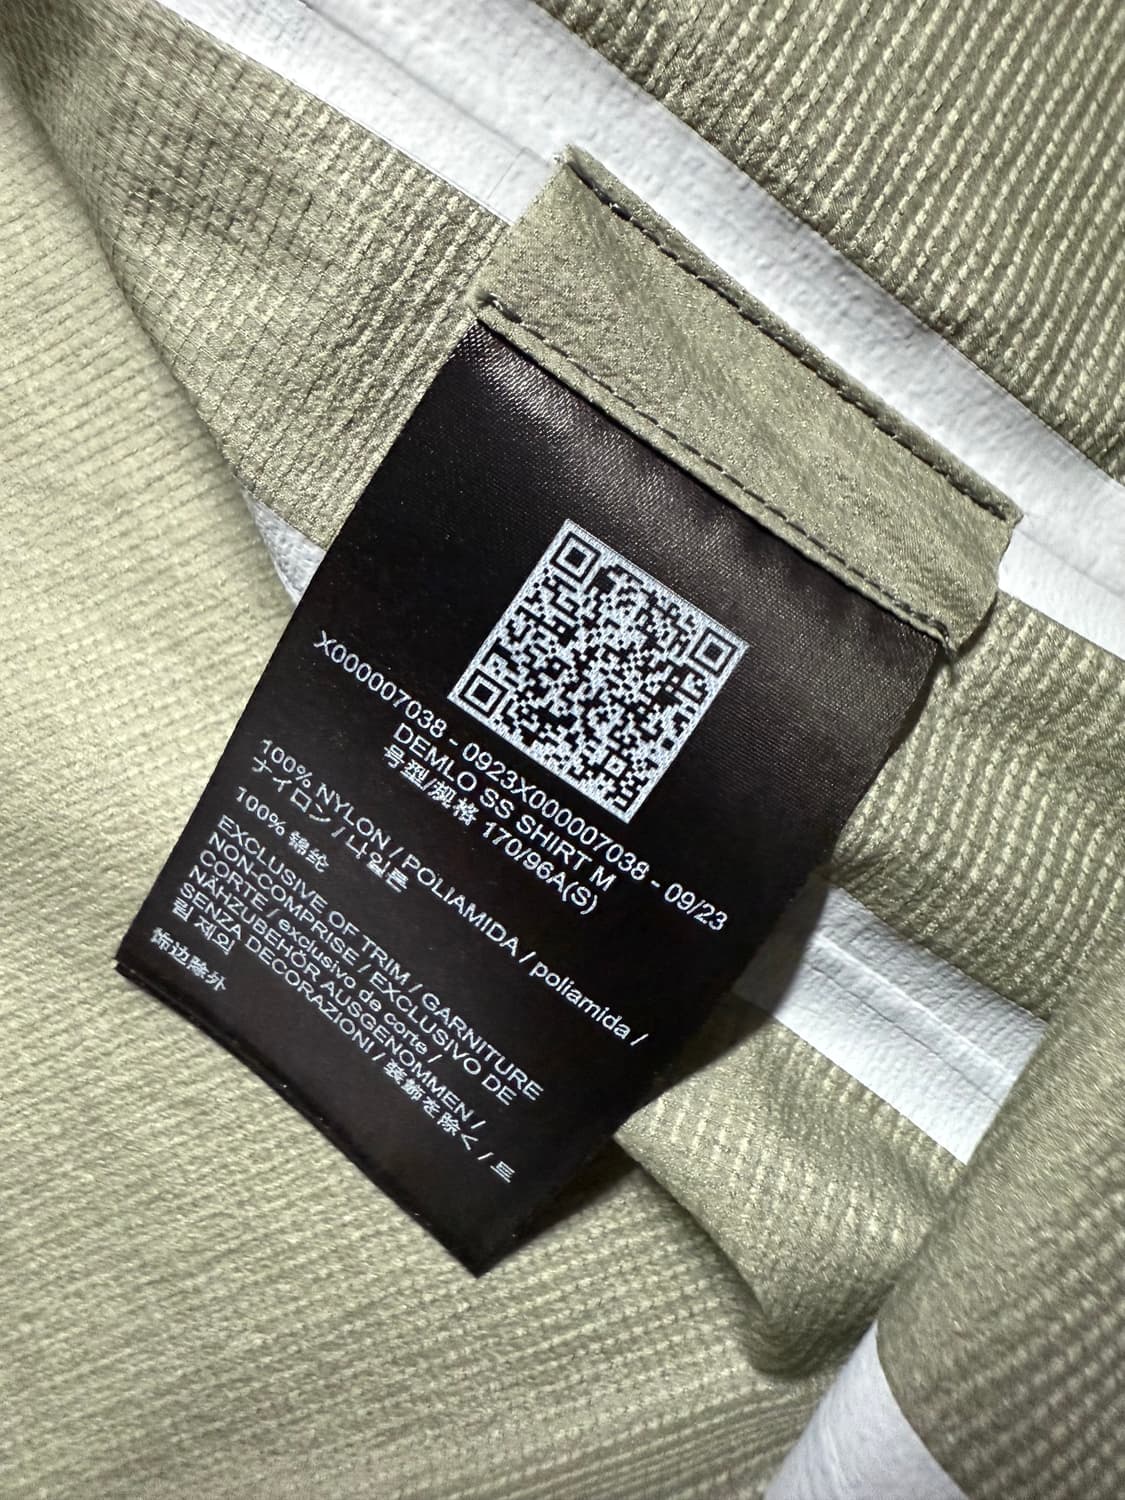 X000007038 - 0923X000007038 - 09/23
DEMLO SS SHIRT M
号型/规格 170/96A(S)
100% NYLON / POLIAMIDA / poliamida /
ナイロン / 나일론
100% 锦纶
EXCLUSIVE OF TRIM / GARNITURE
NON-COMPRISE / EXCLUSIVO DE
CORTE / exclusivo de corte /
NÄHZUBEHÖR AUSGENOMMEN /
SENZA DECORAZIONI / 装飾を除く / 트
림 제외
饰边除外